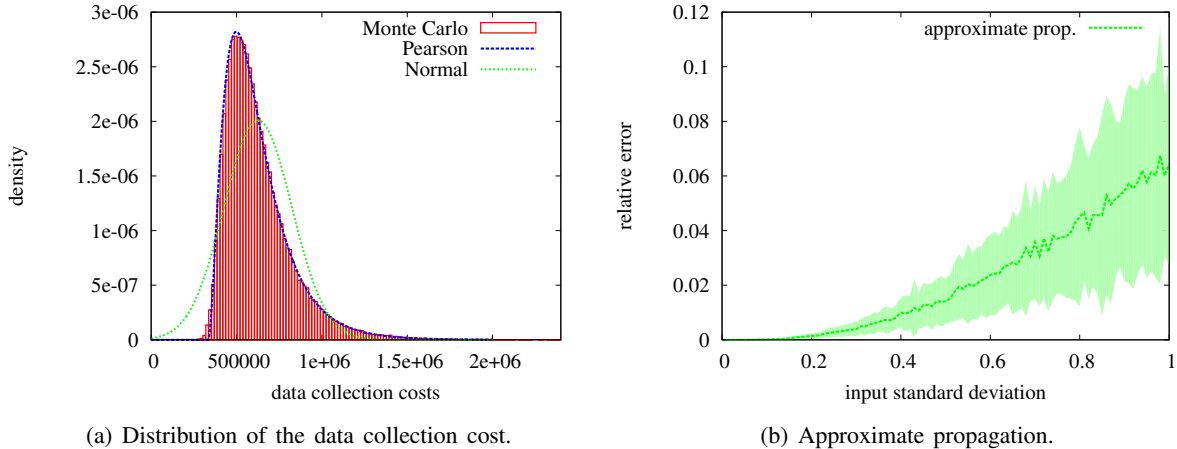 3e-06
2.5e-06
2e-06
1.5e-06
1e-06
5e-07
0
density
Monte Carlo
Pearson
Normal
0 500000 1e+06 1.5e+06 2e+06
data collection costs
(a) Distribution of the data collection cost.
0.12
0.1
0.08
0.06
0.04
0.02
0
relative error
approximate prop.
0 0.2 0.4 0.6 0.8 1
input standard deviation
(b) Approximate propagation.